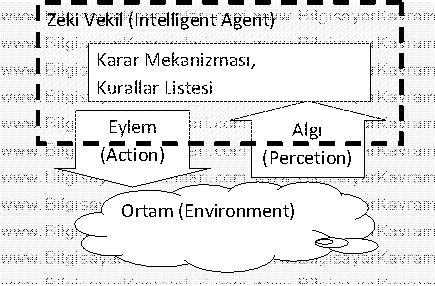 Zeki Vekil (Intelligent Agent)
Karar Mekanizması,
Kurallar Listesi
Eylem
(Action)
Algı
(Percetion)
Ortam (Environment)